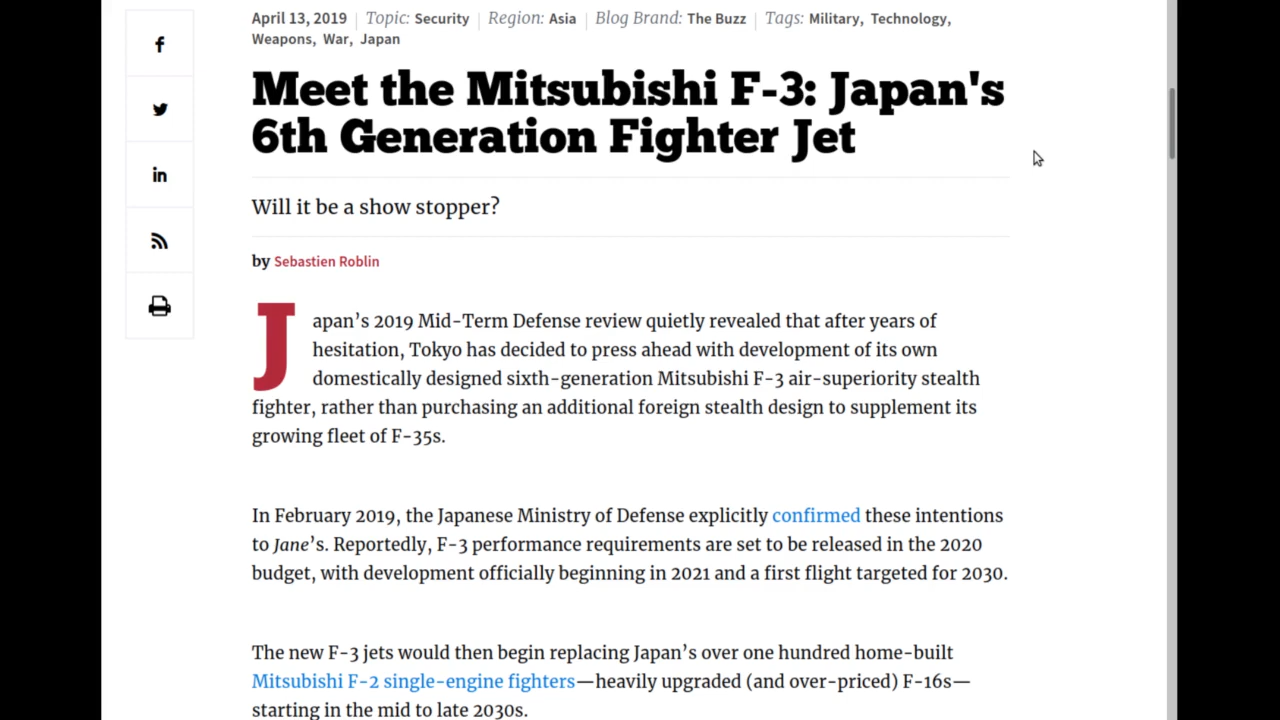 April 13, 2019 Topic: Security Region: Asia Blog Brand: The Buzz Tags: Military, Technology,
Weapons, War, Japan
Meet the Mitsubishi F-3: Japan's
6th Generation Fighter Jet
Will it be a show stopper?
by Sebastien Roblin
Japan’s 2019 Mid-Term Defense review quietly revealed that after years of
hesitation, Tokyo has decided to press ahead with development of its own
domestically designed sixth-generation Mitsubishi F-3 air-superiority stealth
fighter, rather than purchasing an additional foreign stealth design to supplement its
growing fleet of F-35s.
In February 2019, the Japanese Ministry of Defense explicitly confirmed these intentions
to Jane’s. Reportedly, F-3 performance requirements are set to be released in the 2020
budget, with development officially beginning in 2021 and a first flight targeted for 2030.
The new F-3 jets would then begin replacing Japan’s over one hundred home-built
Mitsubishi F-2 single-engine fighters—heavily upgraded (and over-priced) F-16s—
starting in the mid to late 2030s.